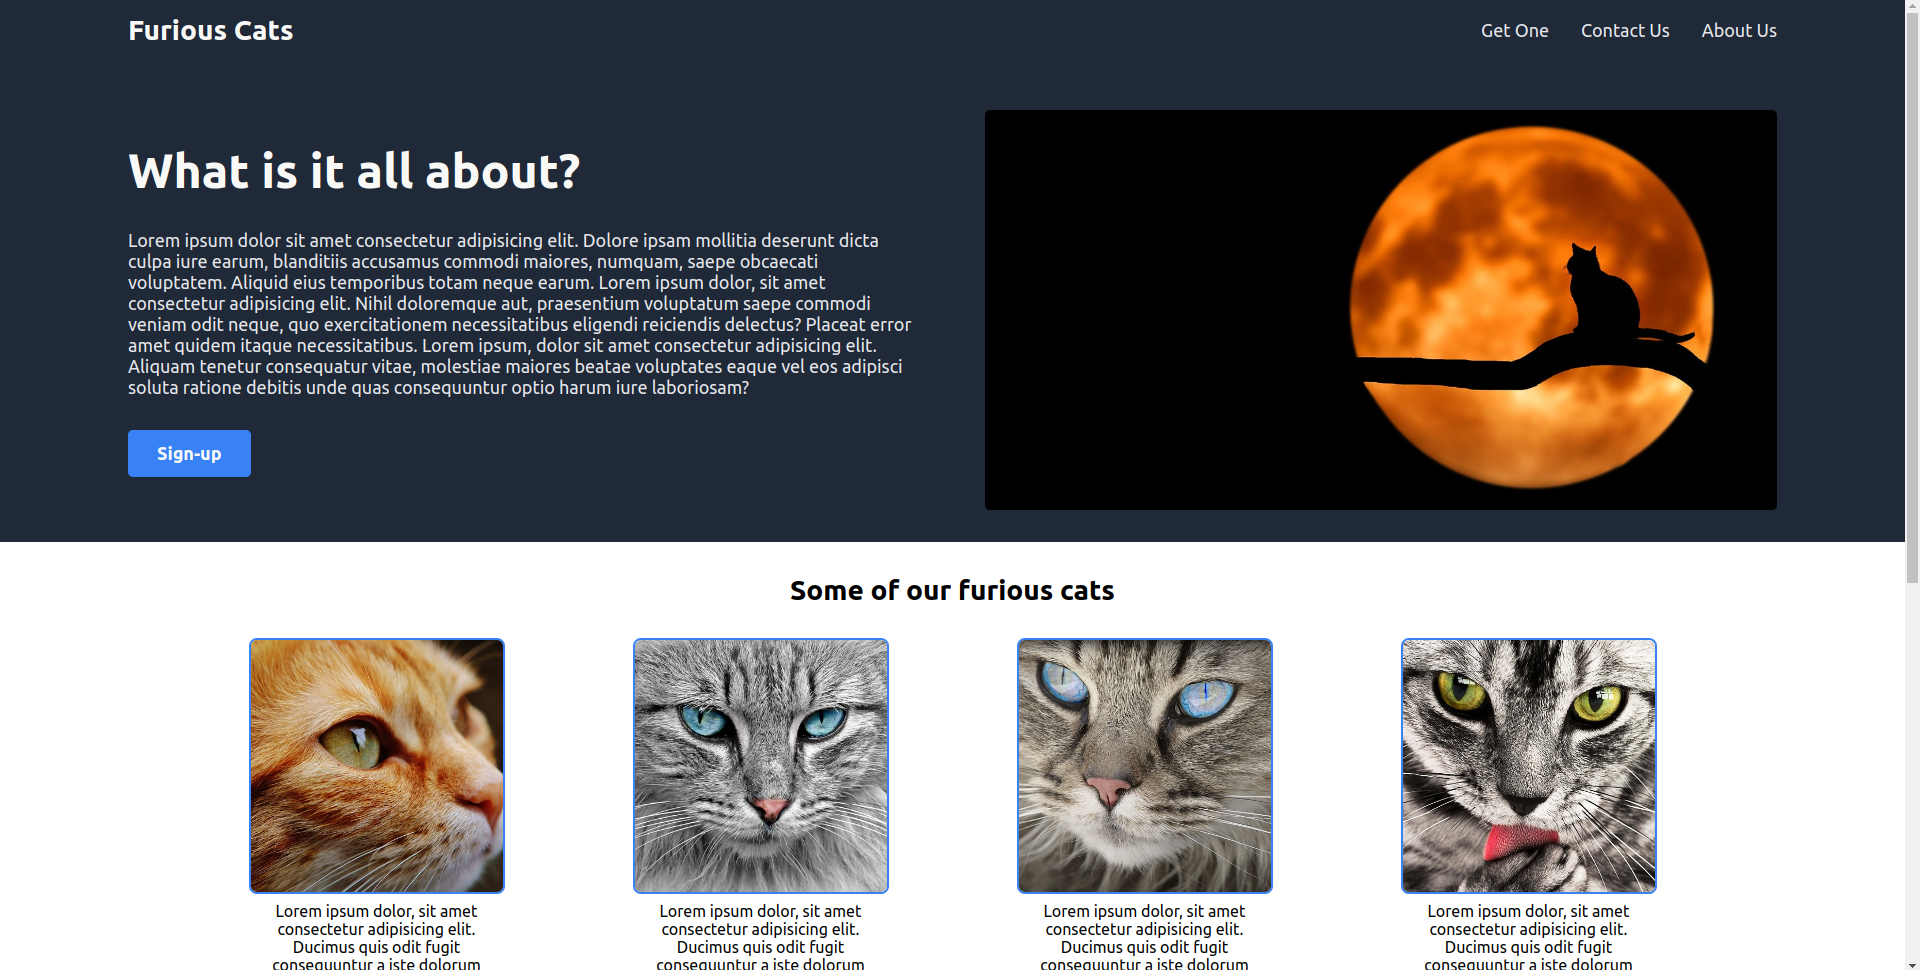 Furious Cats
Get One
Contact Us
About Us
What is it all about?
Lorem ipsum dolor sit amet consectetur adipisicing elit. Dolore ipsam mollitia deserunt dicta
culpa iure earum, blanditiis accusamus commodi maiores, numquam, saepe obcaecati
voluptatem. Aliquid eius temporibus totam neque earum. Lorem ipsum dolor, sit amet
consectetur adipisicing elit. Nihil doloremque aut, praesentium voluptatum saepe commodi
veniam odit neque, quo exercitationem necessitatibus eligendi reiciendis delectus? Placeat error
amet quidem itaque necessitatibus. Lorem ipsum, dolor sit amet consectetur adipisicing elit.
Aliquam tenetur consequatur vitae, molestiae maiores beatae voluptates eaque vel eos adipisci
soluta ratione debitis unde quas consequuntur optio harum iure laboriosam?
Sign-up
Some of our furious cats
Lorem ipsum dolor, sit amet
consectetur adipisicing elit.
Ducimus quis odit fugit
consequuntur a iste dolorum
Lorem ipsum dolor, sit amet
consectetur adipisicing elit.
Ducimus quis odit fugit
consequuntur a iste dolorum
Lorem ipsum dolor, sit amet
consectetur adipisicing elit.
Ducimus quis odit fugit
consequuntur a iste dolorum
Lorem ipsum dolor, sit amet
consectetur adipisicing elit.
Ducimus quis odit fugit
consequuntur a iste dolorum